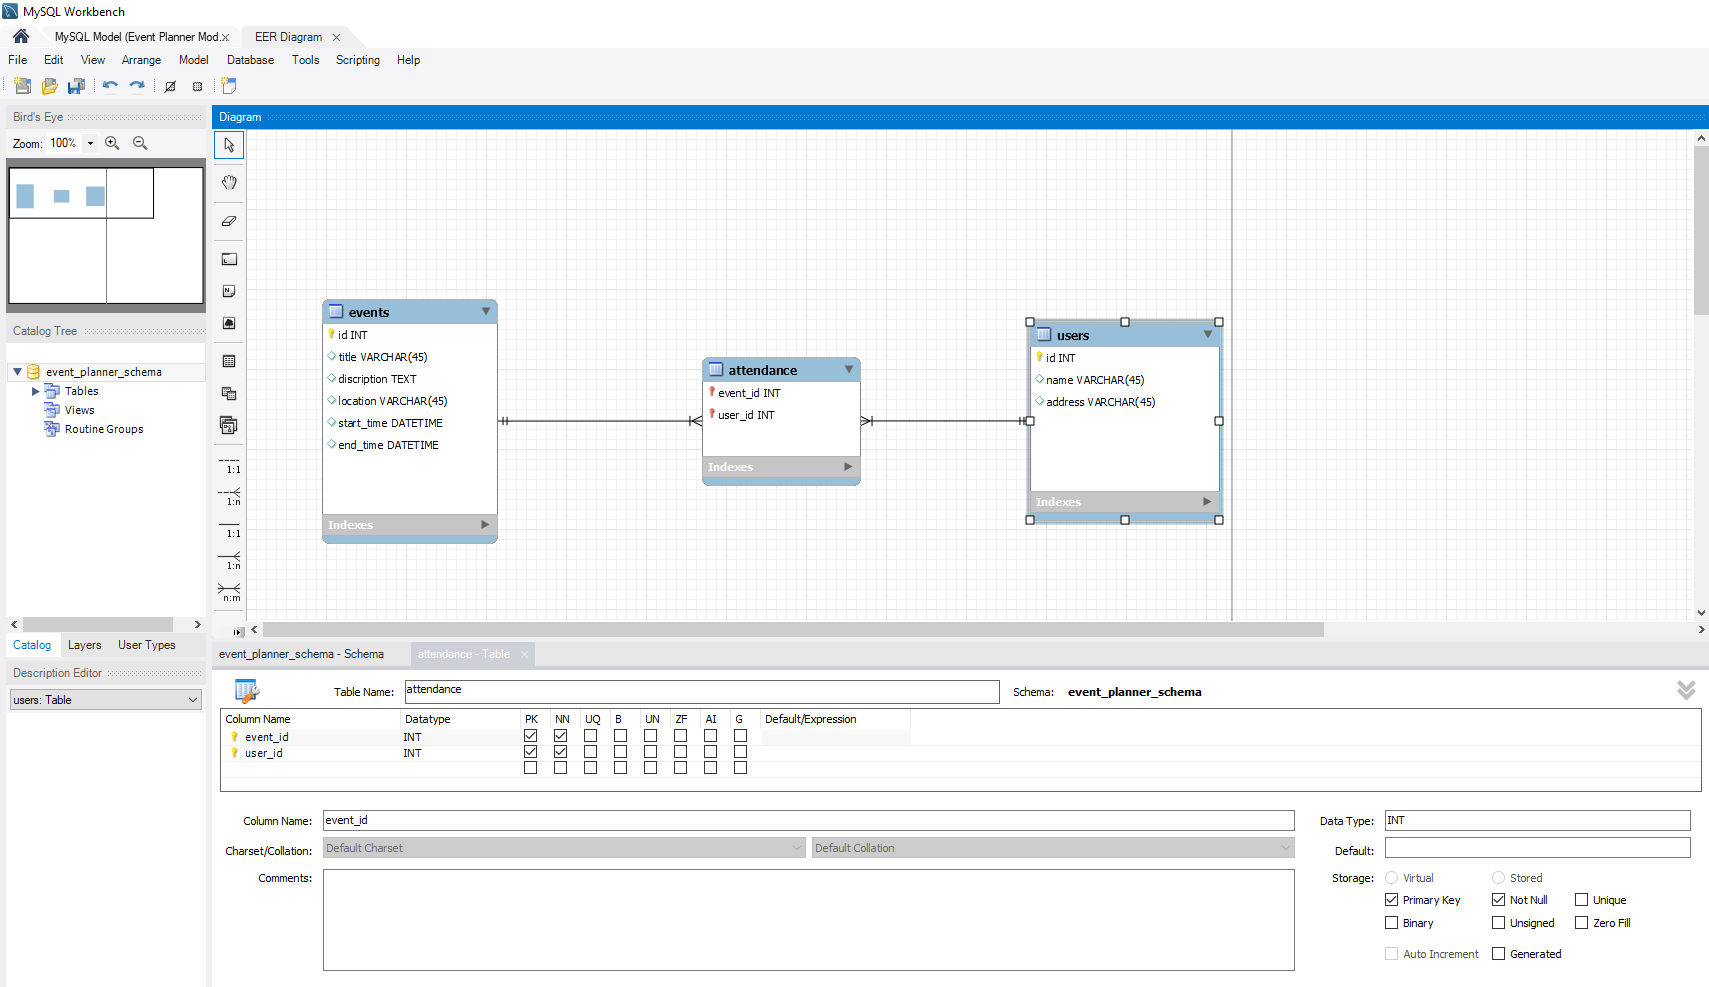 MySQL Workbench
MySQL Model (Event Planner Mod. x
EER Diagram x
File Edit View Arrange Model Database Tools Scripting Help
Bird's Eye
Zoom: 100%
Catalog Tree
event_planner_schema
Tables
Views
Routine Groups
Catalog Layers User Types
Description Editor
users: Table
Diagram
1:1
1:n
1:1
1:n
n:m
events
id INT
title VARCHAR(45)
discription TEXT
location VARCHAR(45)
start_time DATETIME
end_time DATETIME
Indexes
attendance
event_id INT
user_id INT
Indexes
users
id INT
name VARCHAR(45)
address VARCHAR(45)
Indexes
event_planner_schema - Schema
attendance - Table x
Table Name: attendance
Schema: event_planner_schema
Column Name Datatype PK NN UQ B UN ZF AI G Default/Expression
event_id INT
user_id INT
Column Name: event_id
Data Type: INT
Charset/Collation: Default Charset Default Collation
Default:
Comments:
Storage: Virtual Stored
Primary Key Not Null Unique
Binary Unsigned Zero Fill
Auto Increment Generated